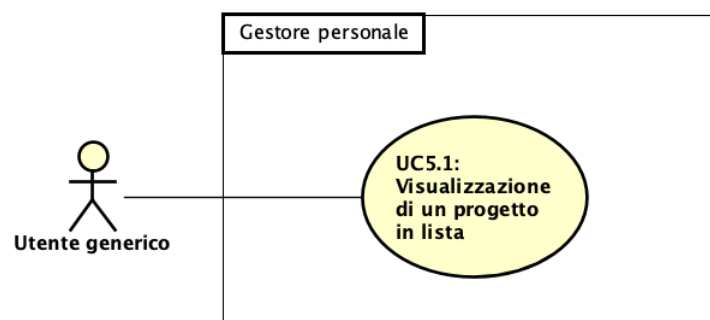 Gestore personale
UC5.1:
Visualizzazione
di un progetto
in lista
Utente generico